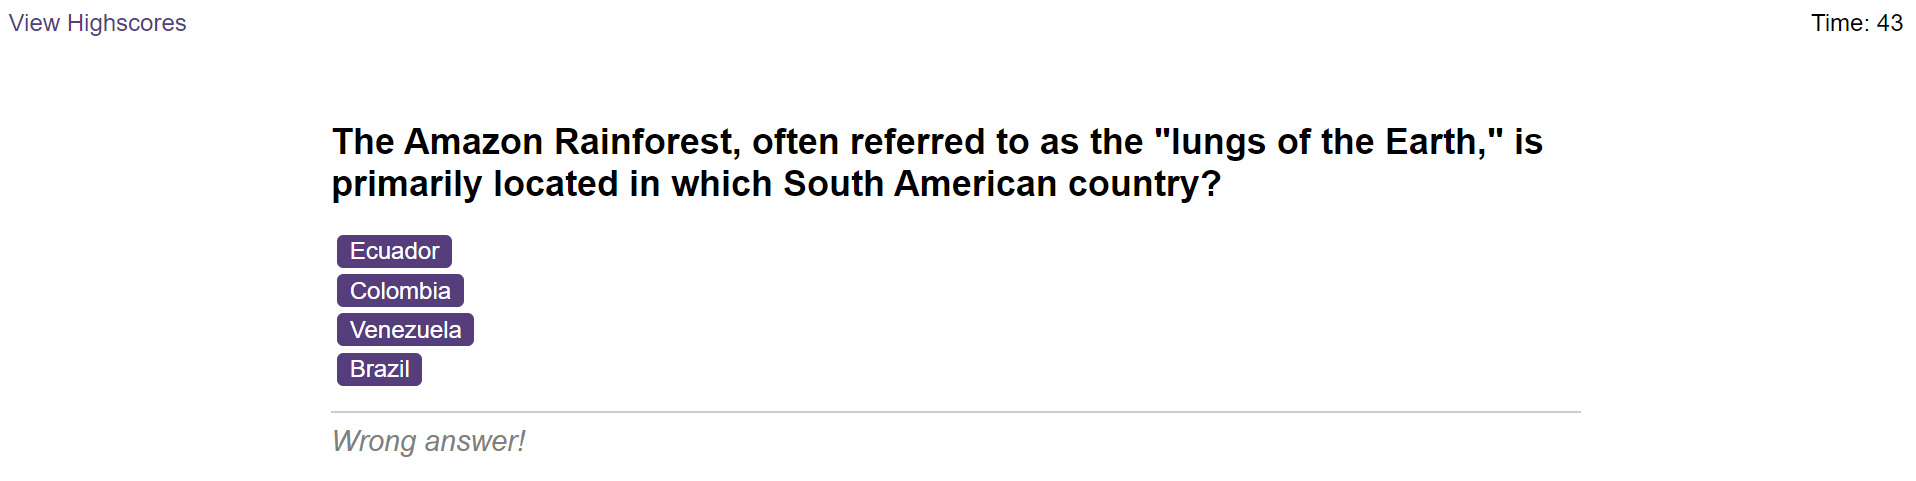 View Highscores
Time: 43
The Amazon Rainforest, often referred to as the "lungs of the Earth," is
primarily located in which South American country?
Ecuador
Colombia
Venezuela
Brazil
Wrong answer!